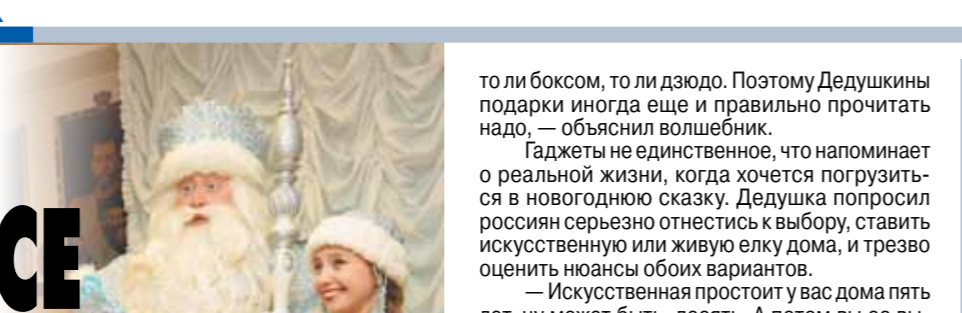 СЕ
то ли боксом, то ли дзюдо. Поэтому Дедушкины
подарки иногда еще и правильно прочитать
надо, — объяснил волшебник.
Гаджеты не единственное, что напоминает
о реальной жизни, когда хочется погрузить-
ся в новогоднюю сказку. Дедушка попросил
россиян серьезно отнестись к выбору, ставить
искусственную или живую елку дома, и трезво
оценить нюансы обоих вариантов.
— Искусственная простоит у вас дома пять